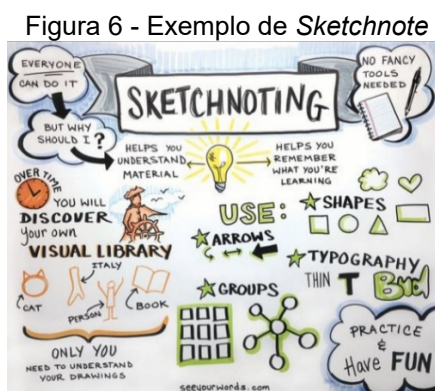 Figura 6 - Exemplo de Sketchnote
EVERYONE
CAN DO IT
SKETCHNOTING
NO FANCY
TOOLS
NEEDED
BUT WHY
SHOULD I?
HELPS YOU
UNDERSTAND
MATERIAL
HELPS YOU
REMEMBER
WHAT YOU'RE
LEARNING
OVER TIME
YOU WILL
DISCOVER
your own
VISUAL LIBRARY
CAT
ITALY
PERSON
BOOK
ONLY YOU
NEED TO UNDERSTAND
YOUR DRAWINGS
USE:
SHAPES
ARROWS
TYPOGRAPHY
THIN T Bud
GROUPS
PRACTICE
&
Have FUN
seeyourwords.com